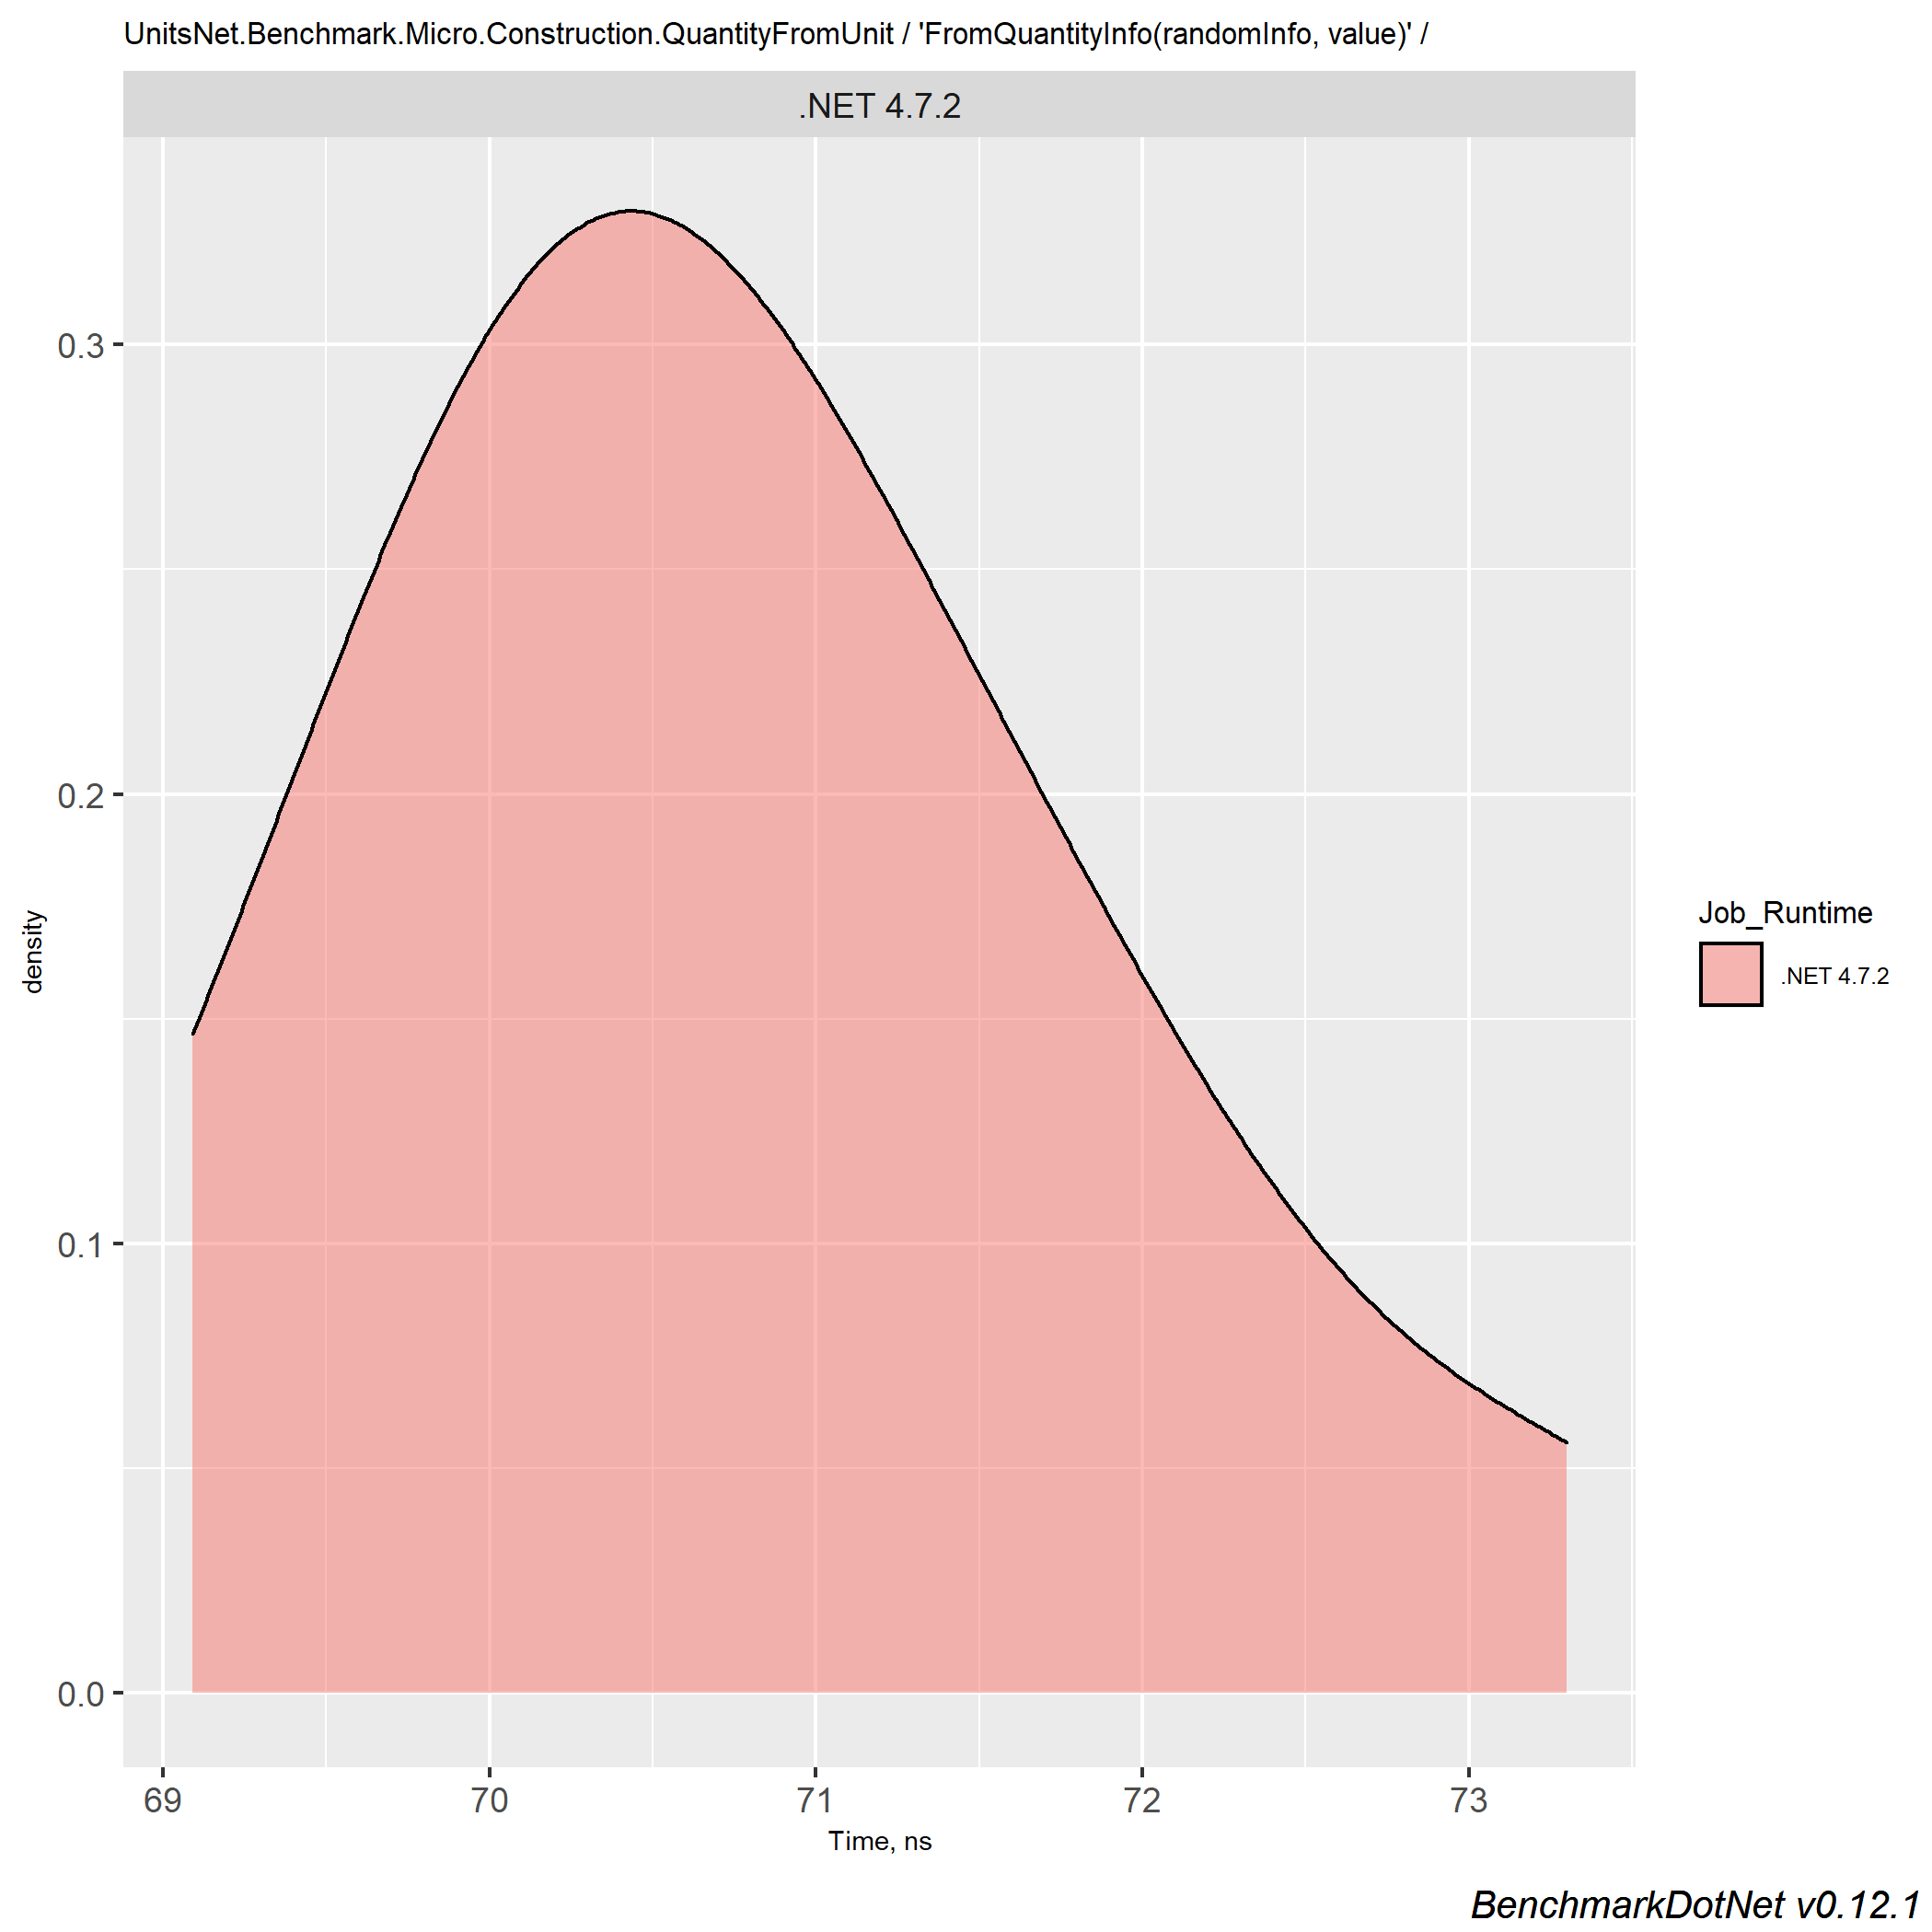 UnitsNet.Benchmark.Micro.Construction.QuantityFromUnit / 'FromQuantityInfo(randomInfo, value)' /
.NET 4.7.2
0.3
0.2
0.1
0.0
density
69 70 71 72 73
Time, ns
Job_Runtime
.NET 4.7.2
BenchmarkDotNet v0.12.1